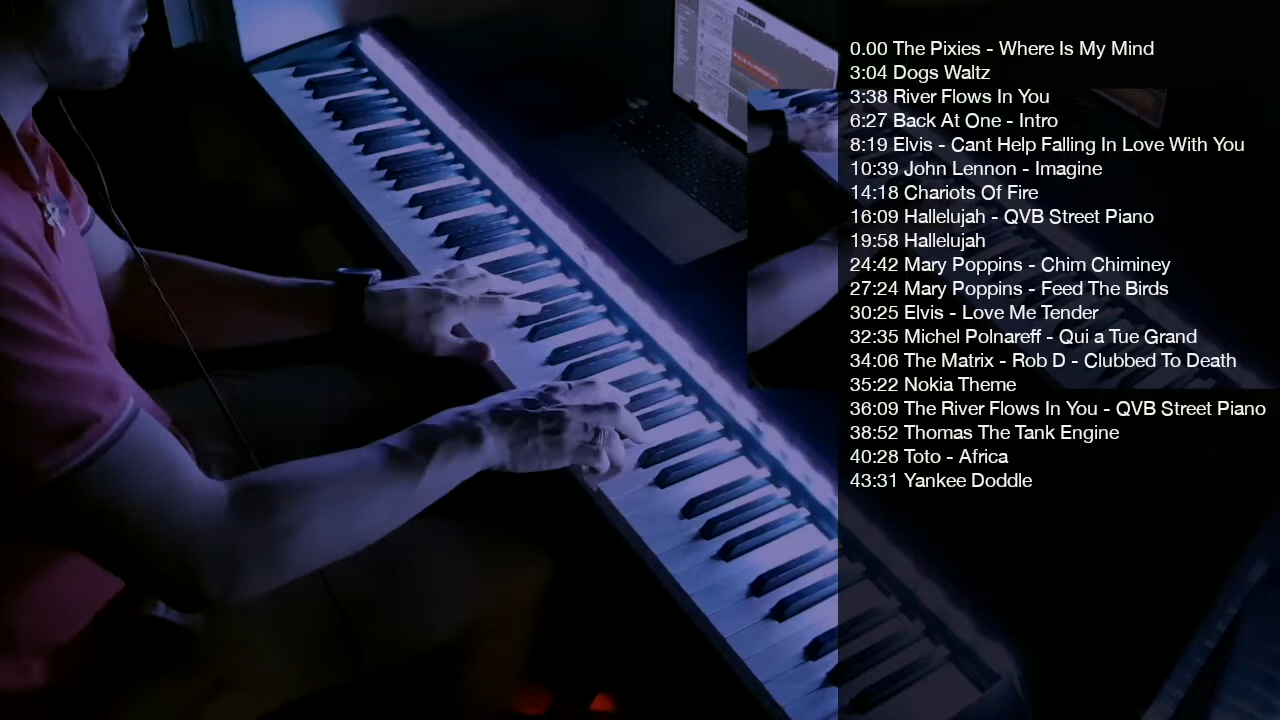 0.00 The Pixies - Where Is My Mind
3:04 Dogs Waltz
3:38 River Flows In You
6:27 Back At One - Intro
8:19 Elvis - Cant Help Falling In Love With You
10:39 John Lennon - Imagine
14:18 Chariots Of Fire
16:09 Hallelujah - QVB Street Piano
19:58 Hallelujah
24:42 Mary Poppins - Chim Chiminey
27:24 Mary Poppins - Feed The Birds
30:25 Elvis - Love Me Tender
32:35 Michel Polnareff - Qui a Tue Grand
34:06 The Matrix - Rob D - Clubbed To Death
35:22 Nokia Theme
36:09 The River Flows In You - QVB Street Piano
38:52 Thomas The Tank Engine
40:28 Toto - Africa
43:31 Yankee Doddle